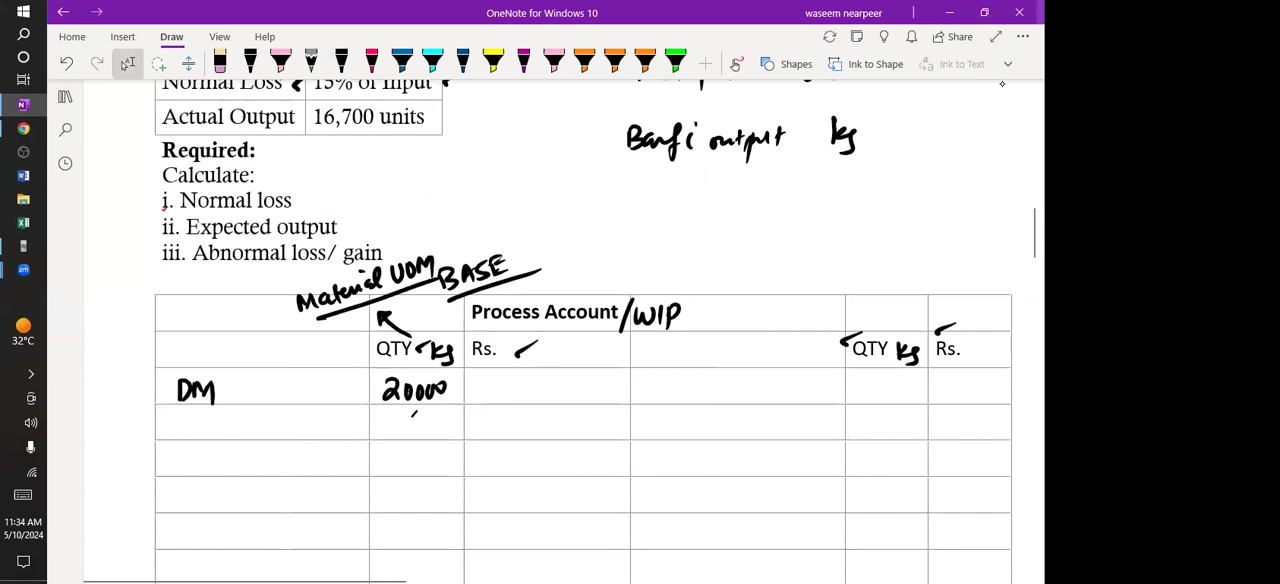 OneNote for Windows 10
waseem nearpeer
Home Insert Draw View Help
Share
Shapes
Ink to Shape
Ink to Text
Normal Loss 15% of Input
Actual Output 16,700 units
Barfi output kg
Required:
Calculate:
i. Normal loss
ii. Expected output
iii. Abnormal loss/ gain
Material UOM BASE
Process Account /WIP
QTY kg Rs. QTY kg Rs.
DM 20000
32°C
11:34 AM
5/10/2024